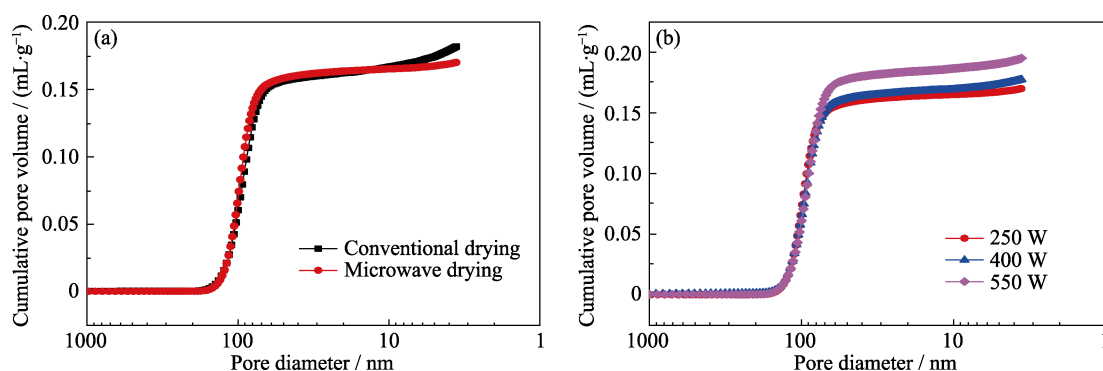 (a)
Cumulative pore volume / (mL·g⁻¹)
0.20
0.15
0.10
0.05
0
Conventional drying
Microwave drying
1000
100
10
1
Pore diameter / nm
(b)
Cumulative pore volume / (mL·g⁻¹)
0.20
0.15
0.10
0.05
0
250 W
400 W
550 W
1000
100
10
1
Pore diameter / nm